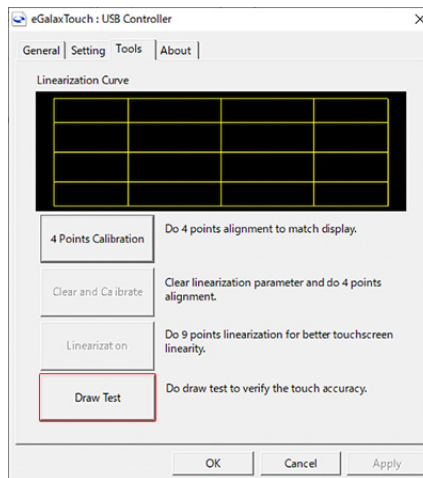 eGalaxTouch : USB Controller
General Setting Tools About
Linearization Curve
4 Points Calibration
Do 4 points alignment to match display.
Clear and Ca ibrate
Clear linearization parameter and do 4 points
alignment.
Linearizat on
Do 9 points linearization for better touchscreen
linearity.
Draw Test
Do draw test to verify the touch accuracy.
OK Cancel Apply